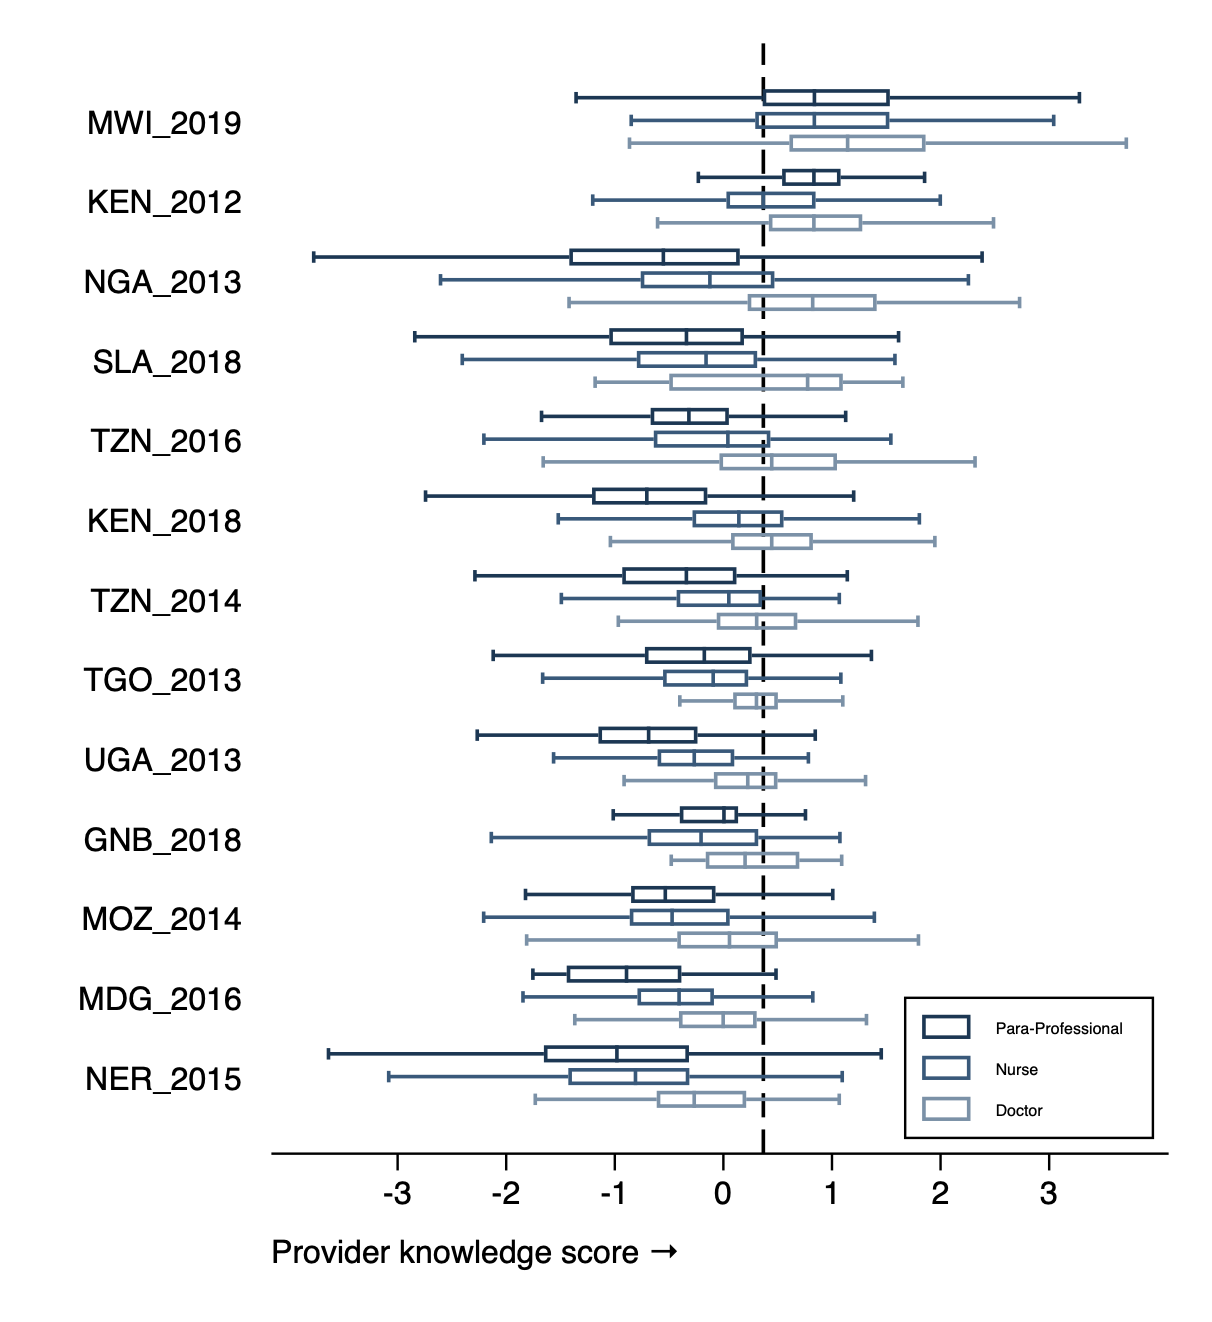 MWI_2019
KEN_2012
NGA_2013
SLA_2018
TZN_2016
KEN_2018
TZN_2014
TGO_2013
UGA_2013
GNB_2018
MOZ_2014
MDG_2016
NER_2015
Para-Professional
Nurse
Doctor
-3 -2 -1 0 1 2 3
Provider knowledge score →